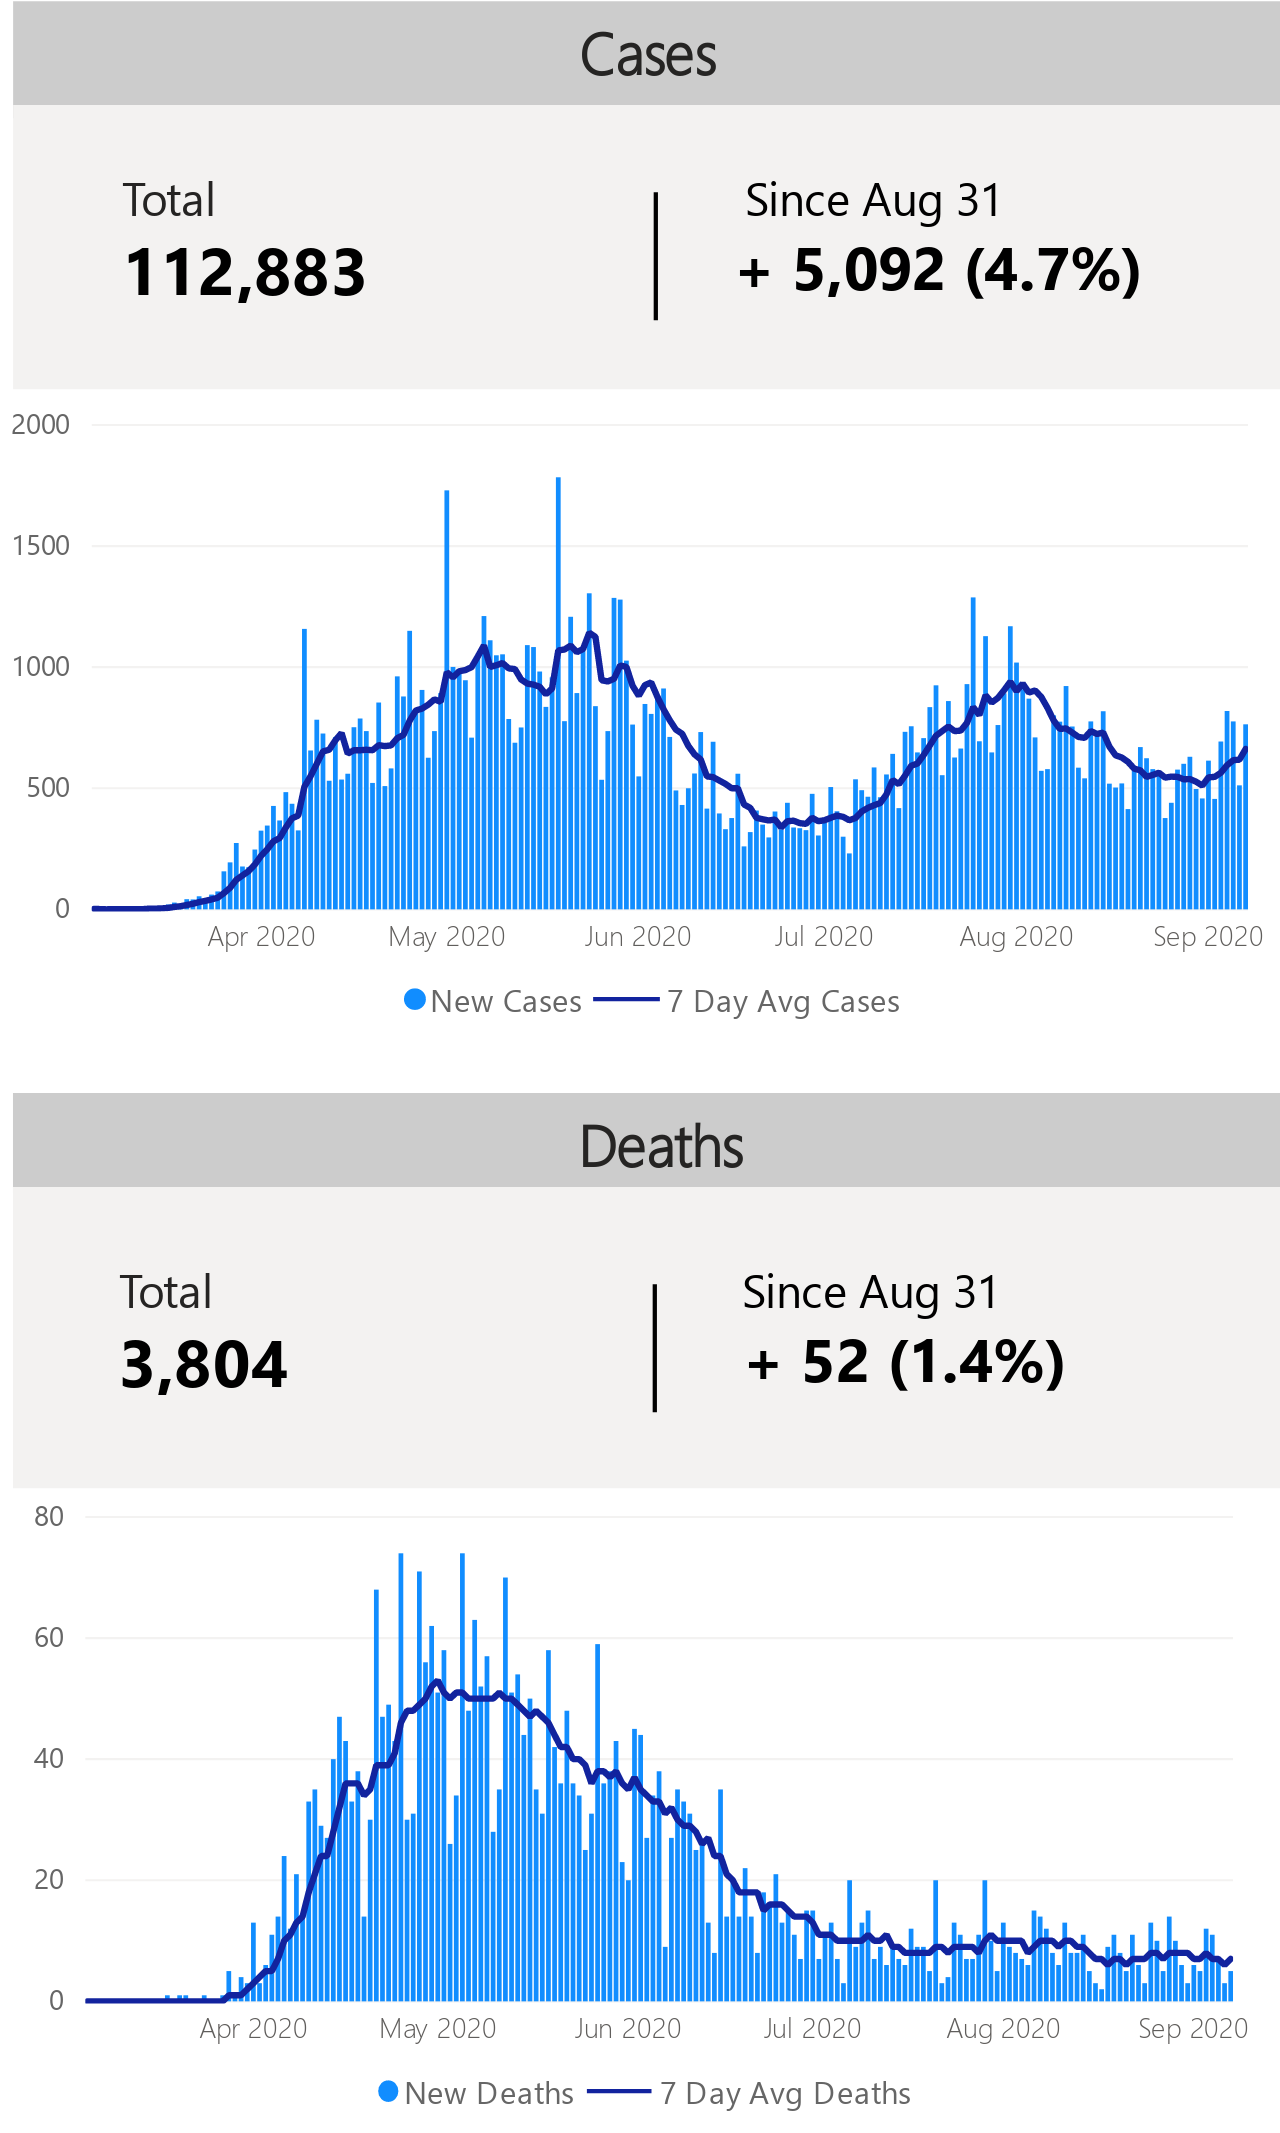 Cases
Total
Since Aug 31
112,883
+ 5,092 (4.7%)
2000
1500
1000
500
0
Apr 2020
May 2020
Jun 2020
Jul 2020
Aug 2020
Sep 2020
New Cases
7 Day Avg Cases
Deaths
Total
Since Aug 31
3,804
+ 52 (1.4%)
80
60
40
20
0
Apr 2020
May 2020
Jun 2020
Jul 2020
Aug 2020
Sep 2020
New Deaths
7 Day Avg Deaths